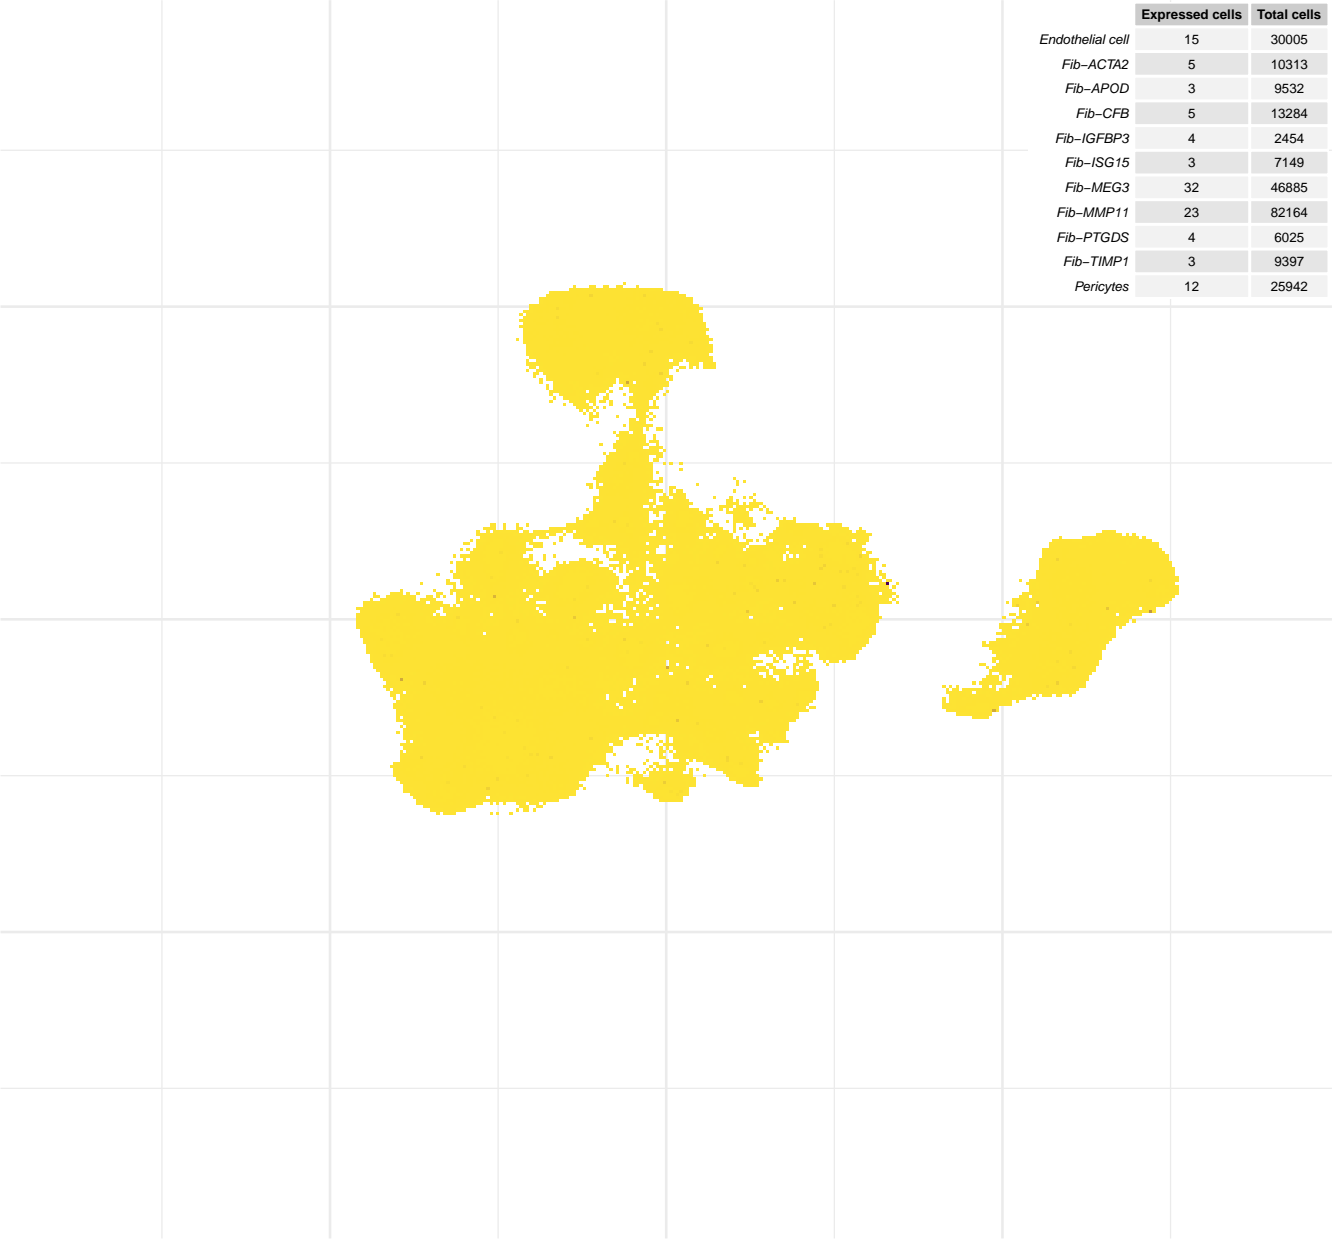 Expressed cells Total cells
Endothelial cell 15 30005
Fib−ACTA2 5 10313
Fib−APOD 3 9532
Fib−CFB 5 13284
Fib−IGFBP3 4 2454
Fib−ISG15 3 7149
Fib−MEG3 32 46885
Fib−MMP11 23 82164
Fib−PTGDS 4 6025
Fib−TIMP1 3 9397
Pericytes 12 25942